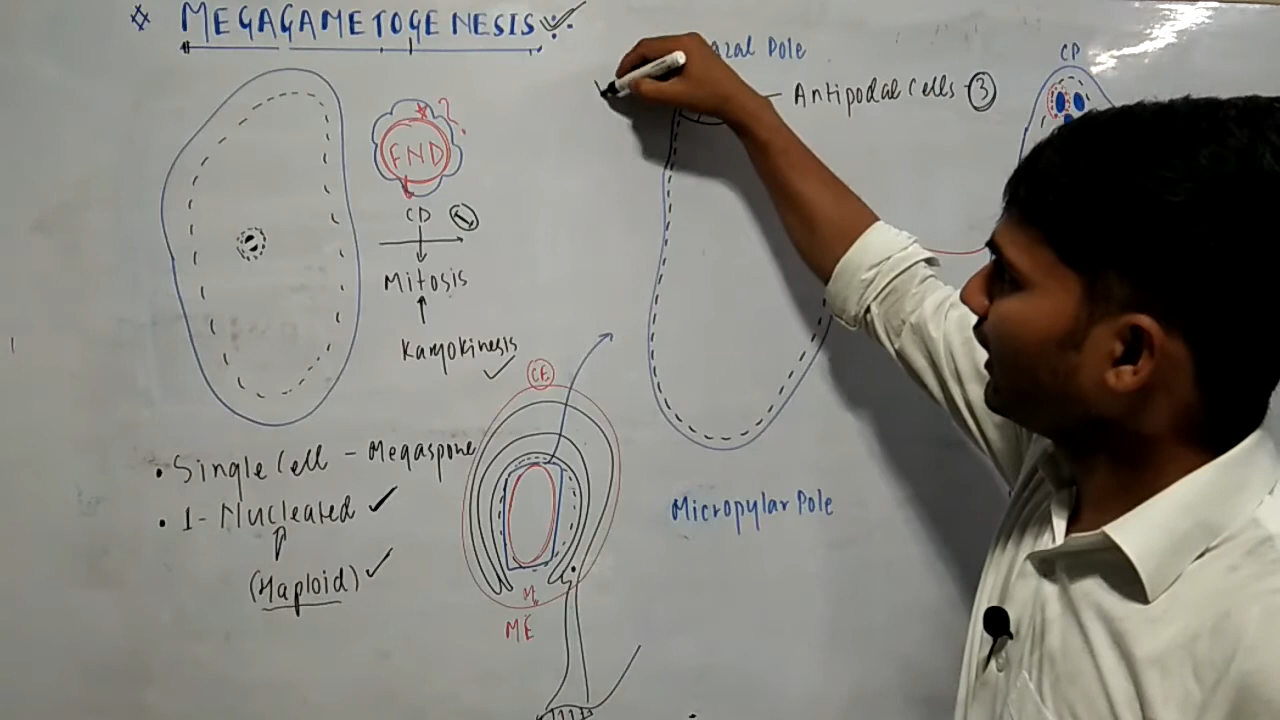 MEGAGAMETOGENESIS
azal Pole
Antipodal Cells - 3
CP
FND
?
CD 1
Mitosis
Karyokinesis
CE
• Single Cell - Megaspore
• 1 - Nucleated
(Haploid)
Micropylar Pole
ME